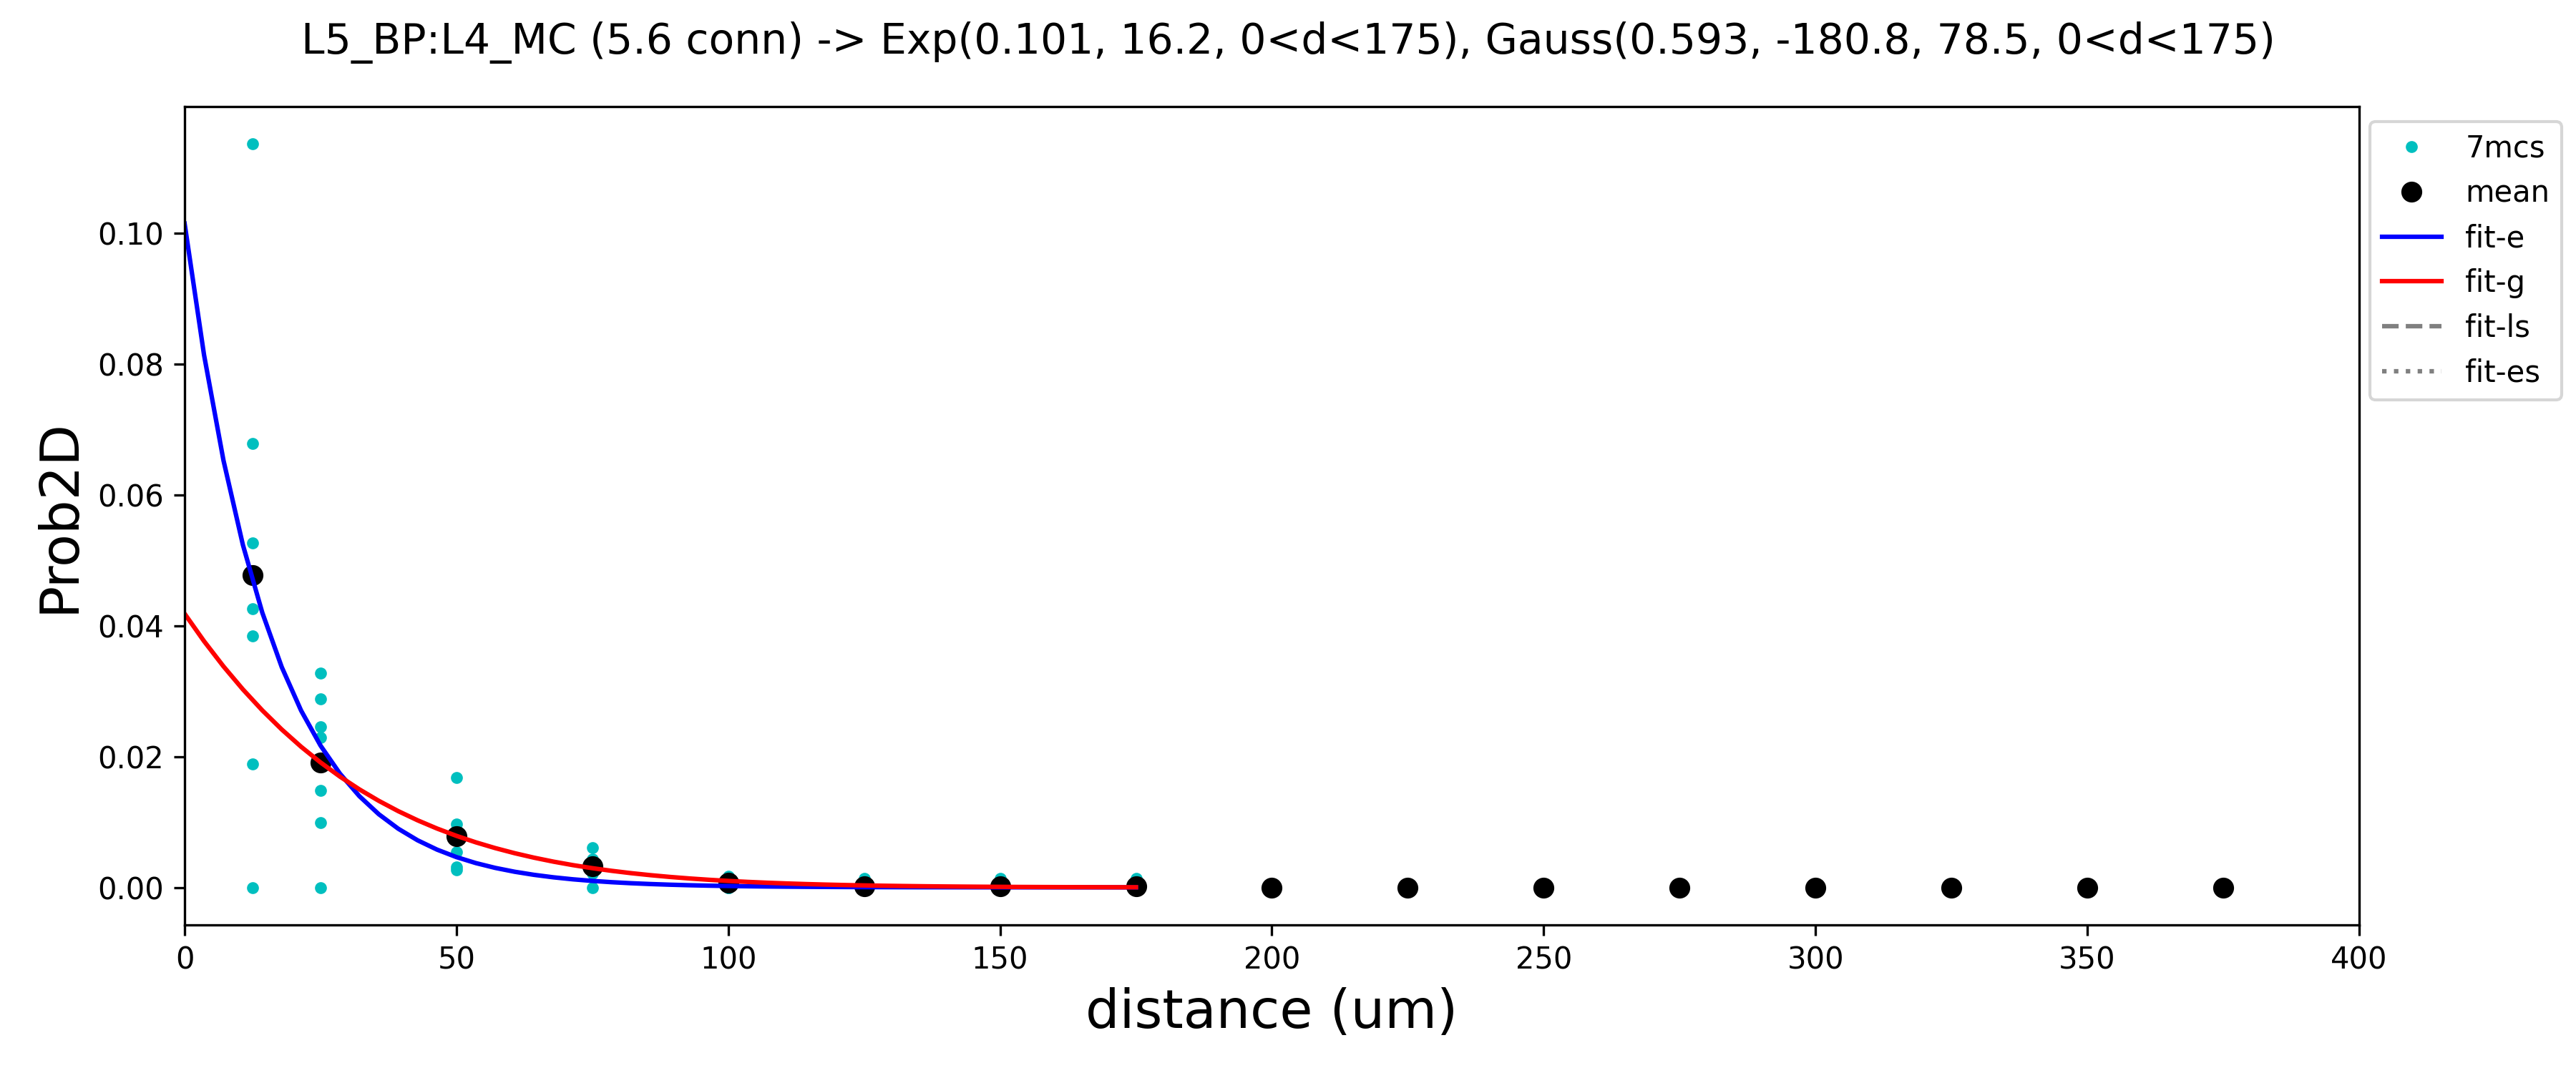 L5_BP:L4_MC (5.6 conn) -> Exp(0.101, 16.2, 0<d<175), Gauss(0.593, -180.8, 78.5, 0<d<175)
7mcs
mean
fit-e
fit-g
fit-ls
fit-es
Prob2D
0.10
0.08
0.06
0.04
0.02
0.00
0 50 100 150 200 250 300 350 400
distance (um)